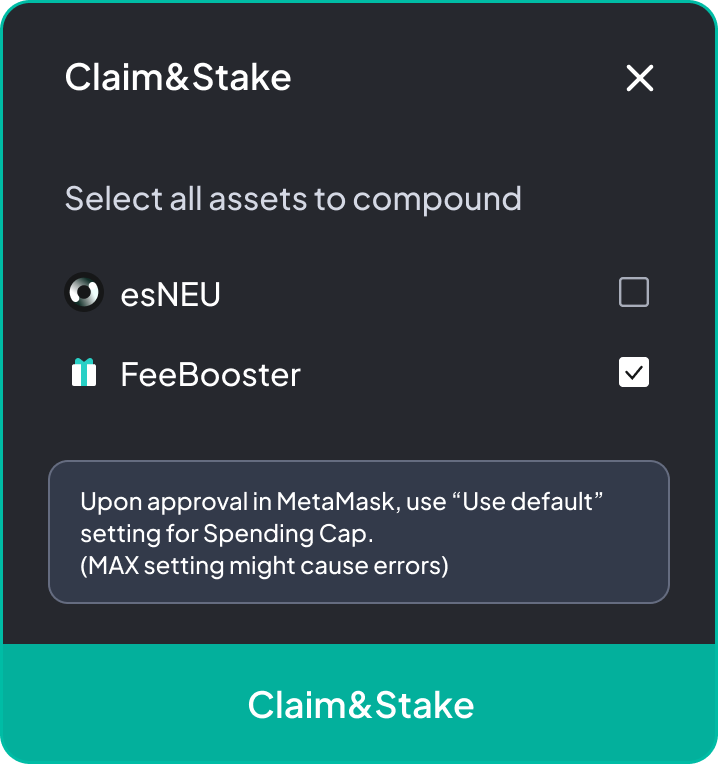 Claim&Stake
Select all assets to compound
esNEU
FeeBooster
Upon approval in MetaMask, use “Use default”
setting for Spending Cap.
(MAX setting might cause errors)
Claim&Stake